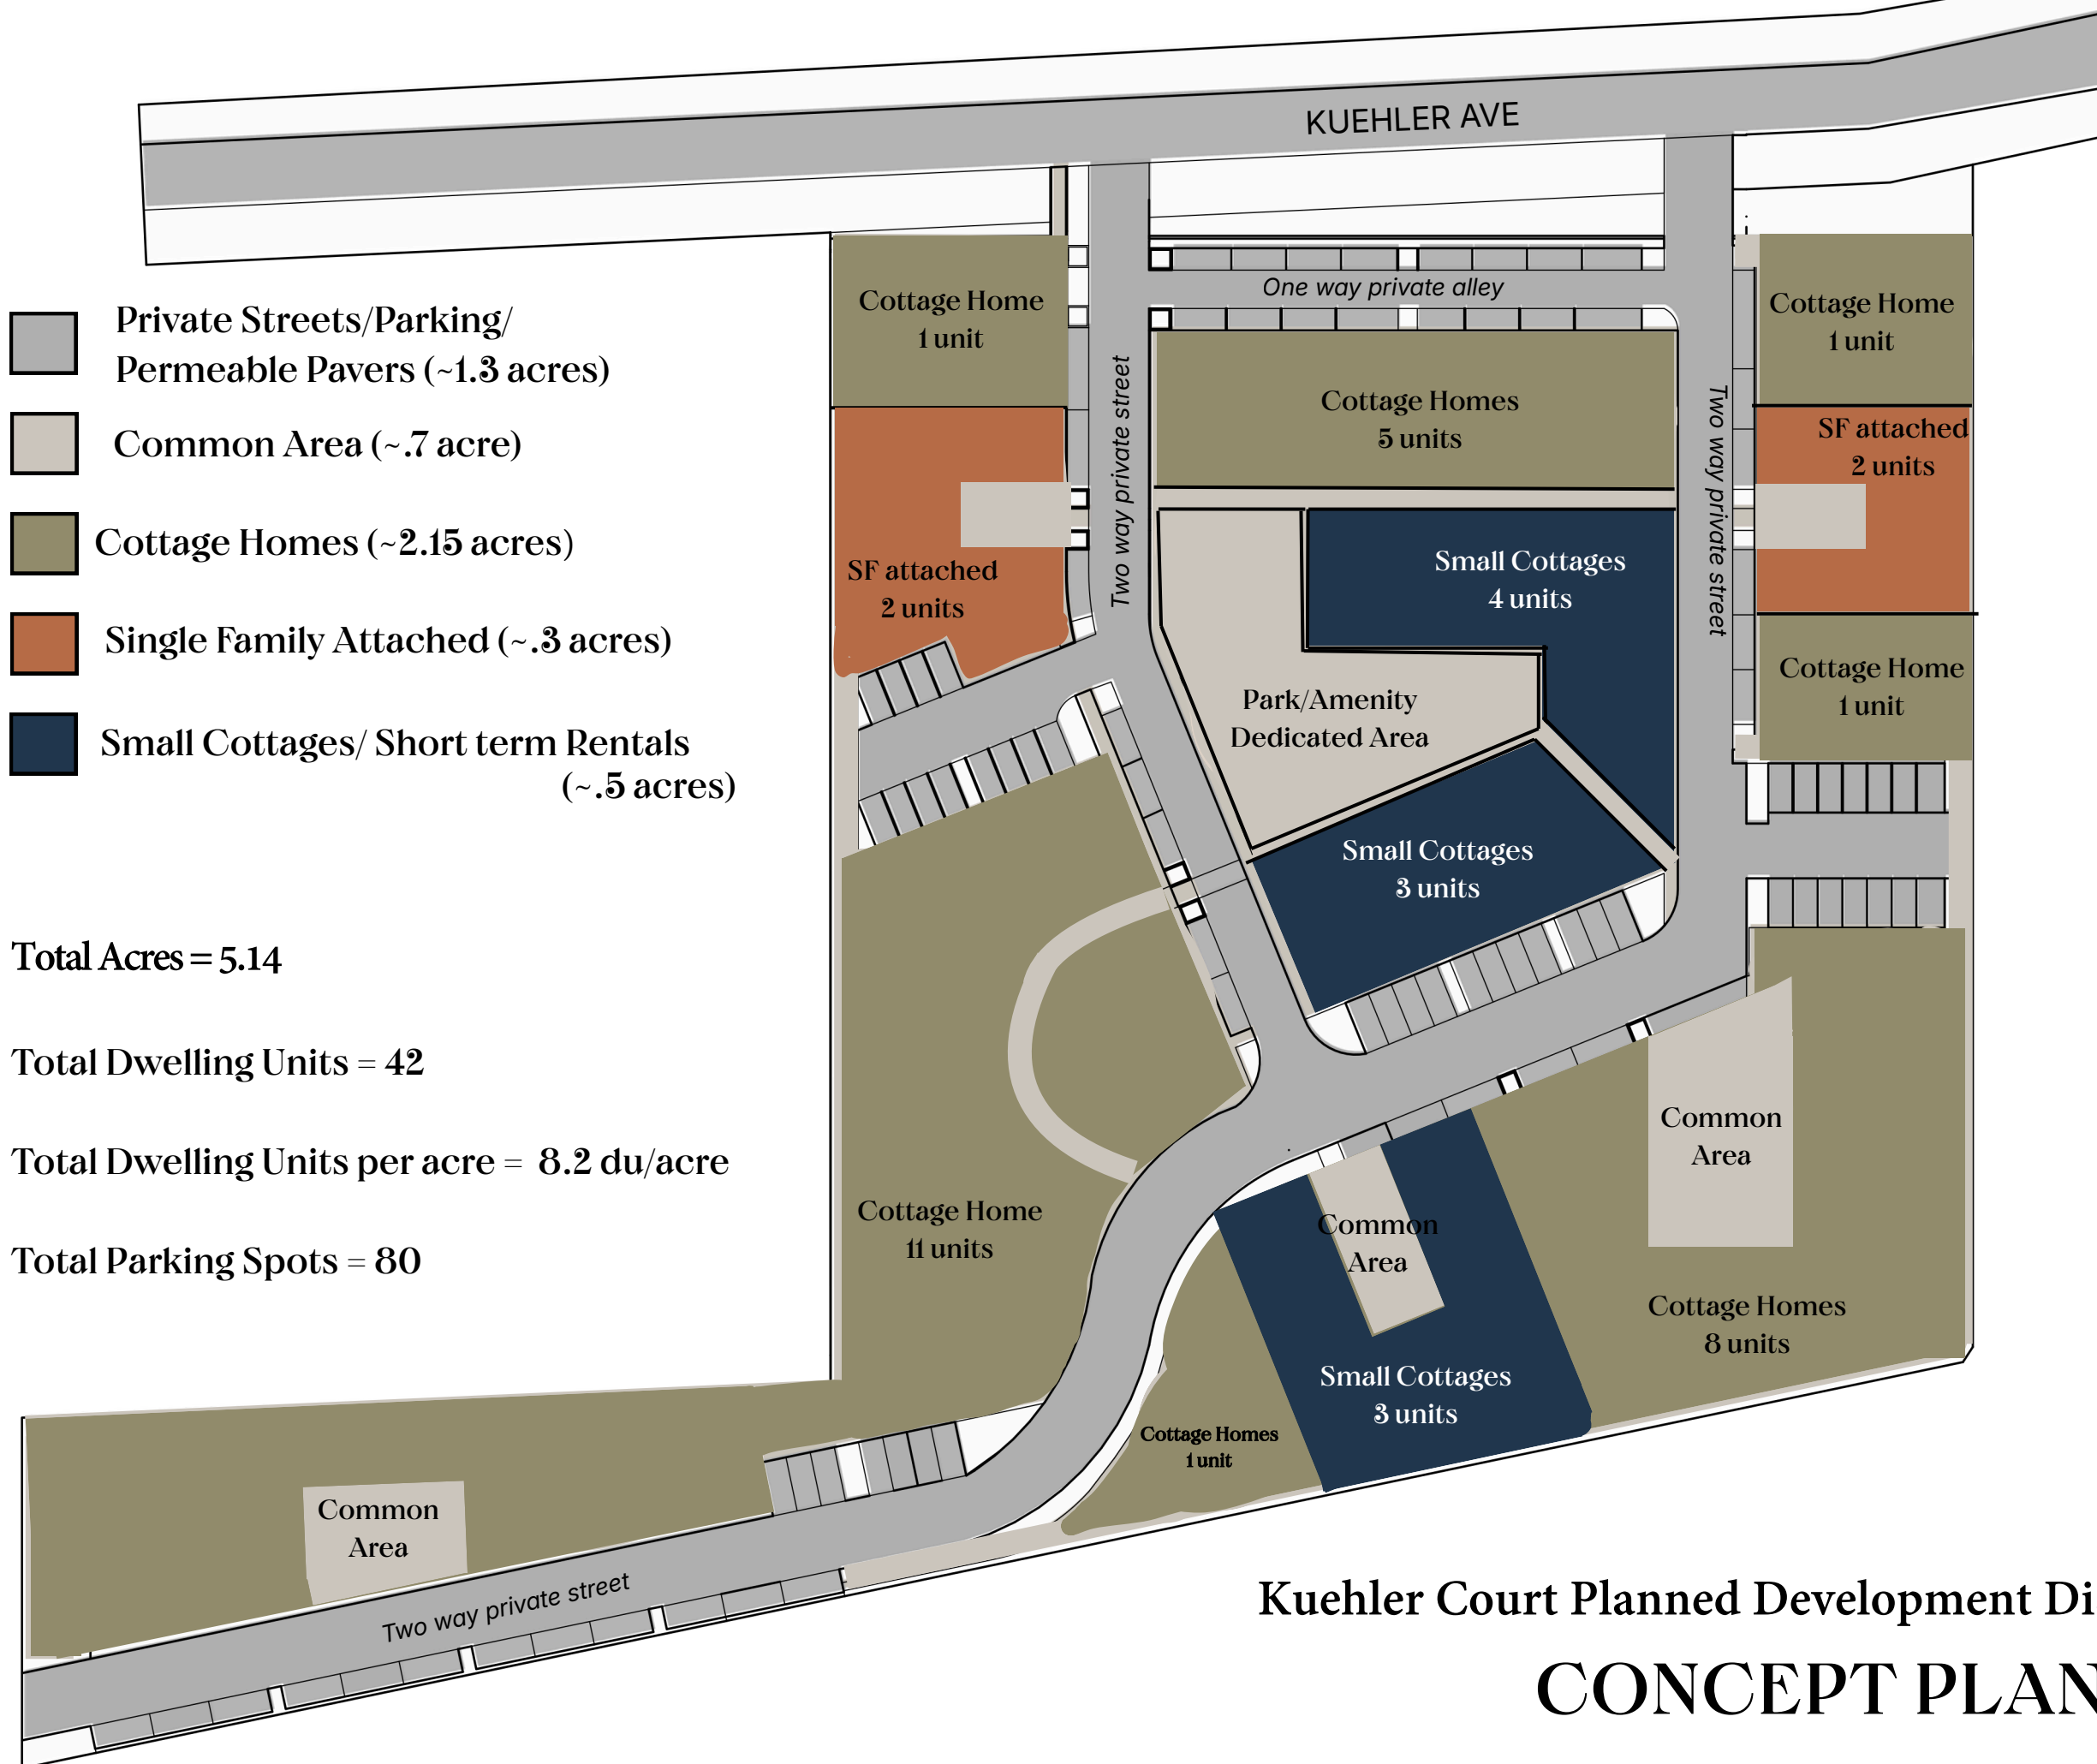 KUEHLER AVE
One way private alley
Two way private street
Two way private street
Cottage Home
1 unit
Cottage Home
1 unit
Cottage Homes
5 units
SF attached
2 units
SF attached
2 units
Small Cottages
4 units
Cottage Home
1 unit
Park/Amenity
Dedicated Area
Small Cottages
3 units
Private Streets/Parking/
Permeable Pavers (~1.3 acres)
Common Area (~.7 acre)
Cottage Homes (~2.15 acres)
Single Family Attached (~.3 acres)
Small Cottages/ Short term Rentals
(~.5 acres)
Total Acres = 5.14
Total Dwelling Units = 42
Total Dwelling Units per acre = 8.2 du/acre
Total Parking Spots = 80
Cottage Home
11 units
Common
Area
Common
Area
Cottage Homes
8 units
Small Cottages
3 units
Cottage Homes
1 unit
Common
Area
Two way private street
Kuehler Court Planned Development Di
CONCEPT PLAN